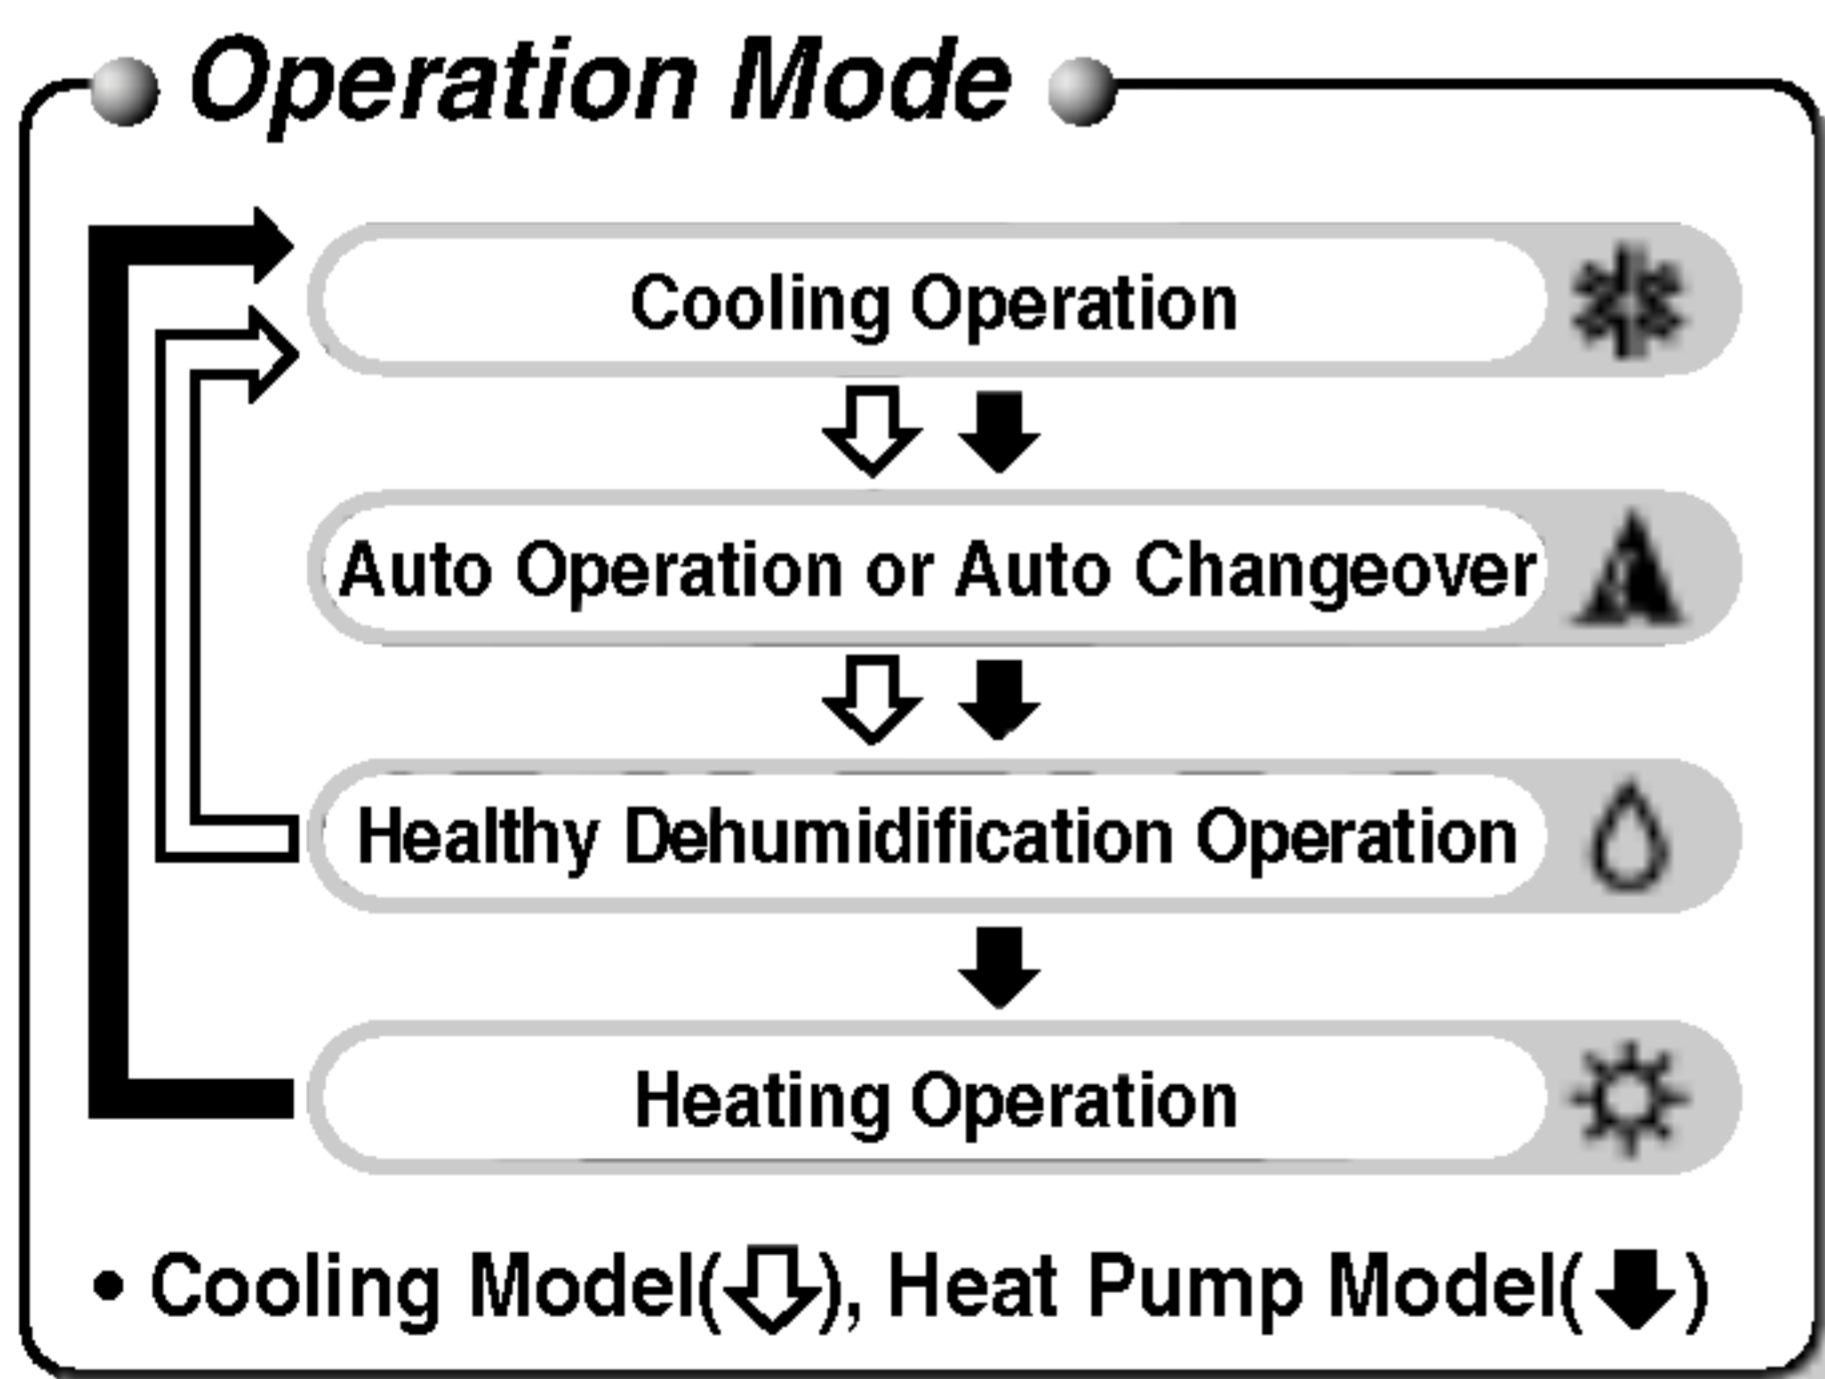 Operation Mode
Cooling Operation
Auto Operation or Auto Changeover
Healthy Dehumidification Operation
Heating Operation
• Cooling Model(⇩), Heat Pump Model(⬇)